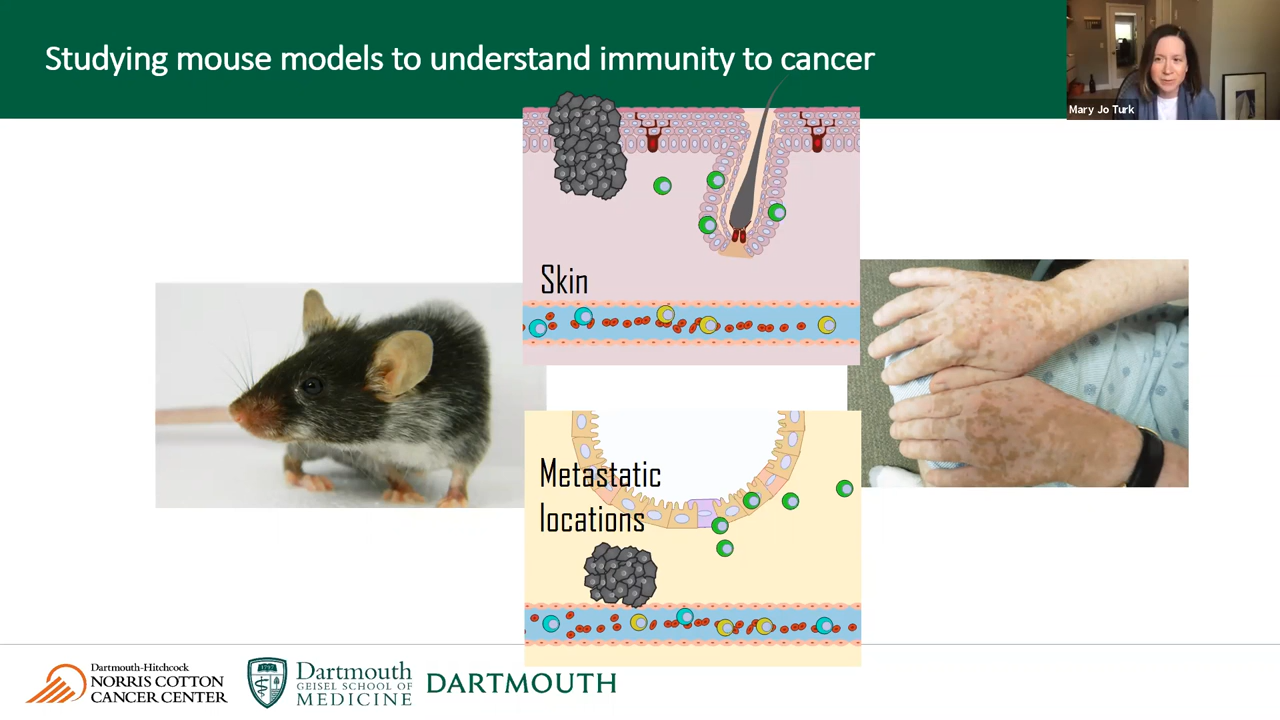 Studying mouse models to understand immunity to cancer
Mary Jo Turk
Skin
Metastatic
locations
Dartmouth-Hitchcock
NORRIS COTTON
CANCER CENTER
1797
Dartmouth
GEISEL SCHOOL OF
MEDICINE
DARTMOUTH